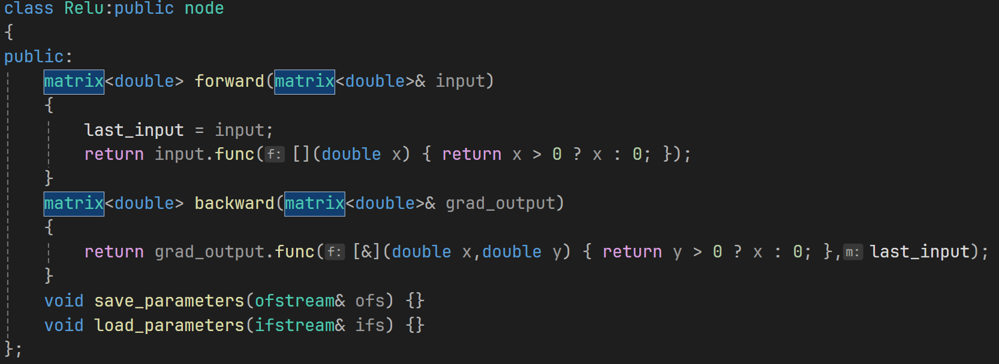 class Relu:public node
{
public:
    matrix<double> forward(matrix<double>& input)
    {
        last_input = input;
        return input.func(f: [](double x) { return x > 0 ? x : 0; });
    }
    matrix<double> backward(matrix<double>& grad_output)
    {
        return grad_output.func(f: [&](double x,double y) { return y > 0 ? x : 0; },m: last_input);
    }
    void save_parameters(ofstream& ofs) {}
    void load_parameters(ifstream& ifs) {}
};